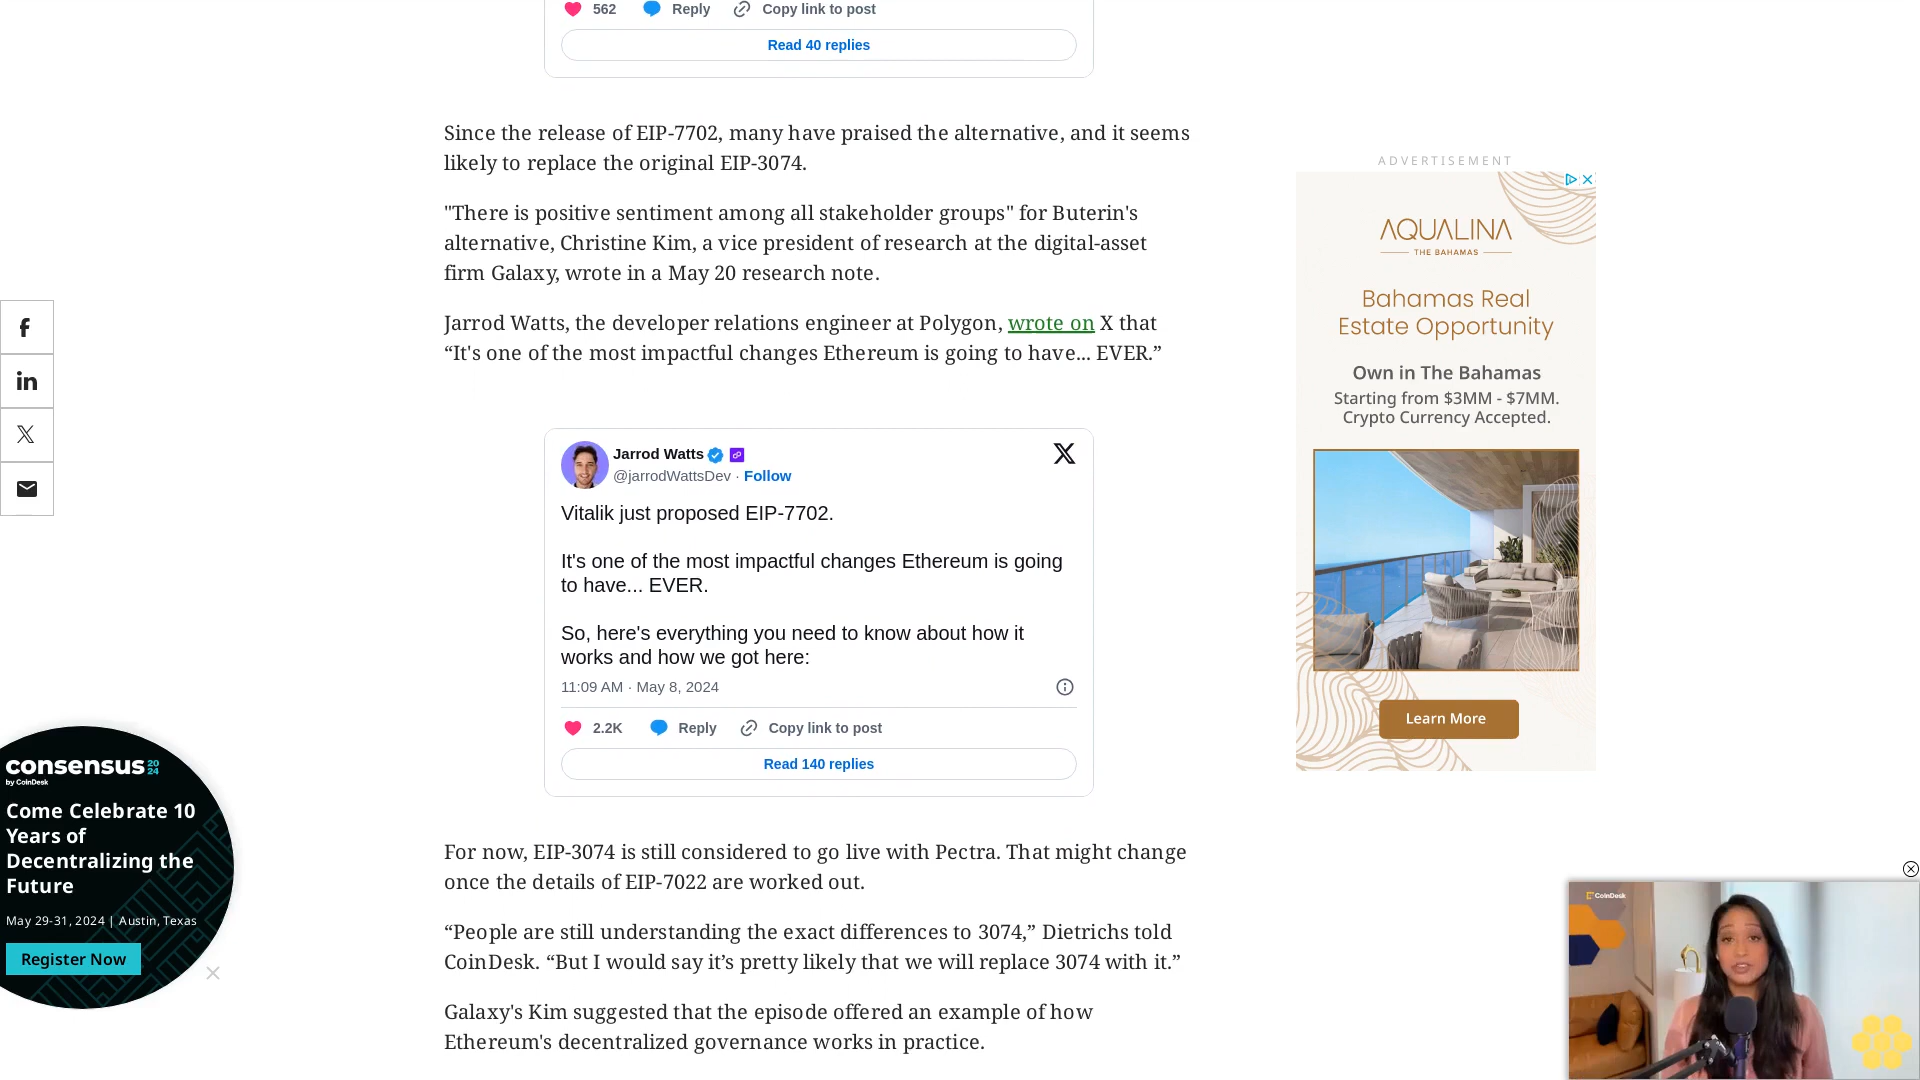 562 Reply Copy link to post
Read 40 replies
Since the release of EIP-7702, many have praised the alternative, and it seems
likely to replace the original EIP-3074.
"There is positive sentiment among all stakeholder groups" for Buterin's
alternative, Christine Kim, a vice president of research at the digital-asset
firm Galaxy, wrote in a May 20 research note.
Jarrod Watts, the developer relations engineer at Polygon, wrote on X that
“It's one of the most impactful changes Ethereum is going to have... EVER.”
Jarrod Watts
@jarrodWattsDev · Follow
Vitalik just proposed EIP-7702.
It's one of the most impactful changes Ethereum is going
to have... EVER.
So, here's everything you need to know about how it
works and how we got here:
11:09 AM · May 8, 2024
2.2K Reply Copy link to post
Read 140 replies
For now, EIP-3074 is still considered to go live with Pectra. That might change
once the details of EIP-7022 are worked out.
“People are still understanding the exact differences to 3074,” Dietrichs told
CoinDesk. “But I would say it’s pretty likely that we will replace 3074 with it.”
Galaxy's Kim suggested that the episode offered an example of how
Ethereum's decentralized governance works in practice.
ADVERTISEMENT
AQUALINA
THE BAHAMAS
Bahamas Real
Estate Opportunity
Own in The Bahamas
Starting from $3MM - $7MM.
Crypto Currency Accepted.
Learn More
consensus 2024
by CoinDesk
Come Celebrate 10
Years of
Decentralizing the
Future
May 29-31, 2024 | Austin, Texas
Register Now
CoinDesk